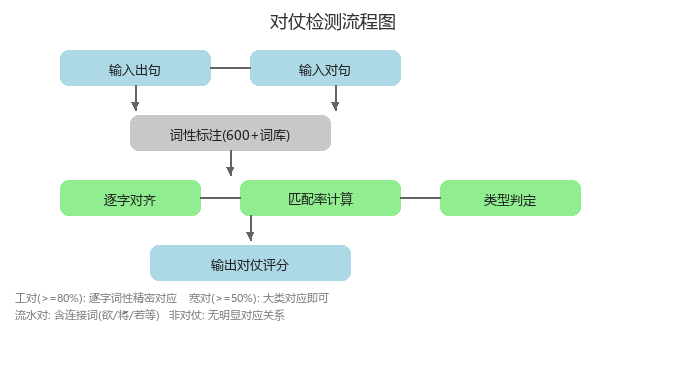 对仗检测流程图
输入出句
输入对句
词性标注(600+词库)
逐字对齐
匹配率计算
类型判定
输出对仗评分
工对(>=80%): 逐字词性精密对应 宽对(>=50%): 大类对应即可
流水对: 含连接词(欲/将/若等) 非对仗: 无明显对应关系